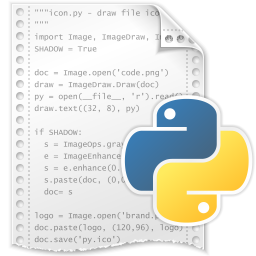 """icon.py - draw file ico
"""
import Image, ImageDraw, I
SHADOW = True
doc = Image.open('code.png')
draw = ImageDraw.Draw(doc)
py = open(__file__, 'r').read()
draw.text((32, 8), py)
if SHADOW:
s = ImageOps.gra
e = ImageEnhance
s = e.enhance(0.
s.paste(doc, (0,0
doc= s
logo = Image.open('brand.p
doc.paste(logo, (120,96), logo)
doc.save('py.ico')